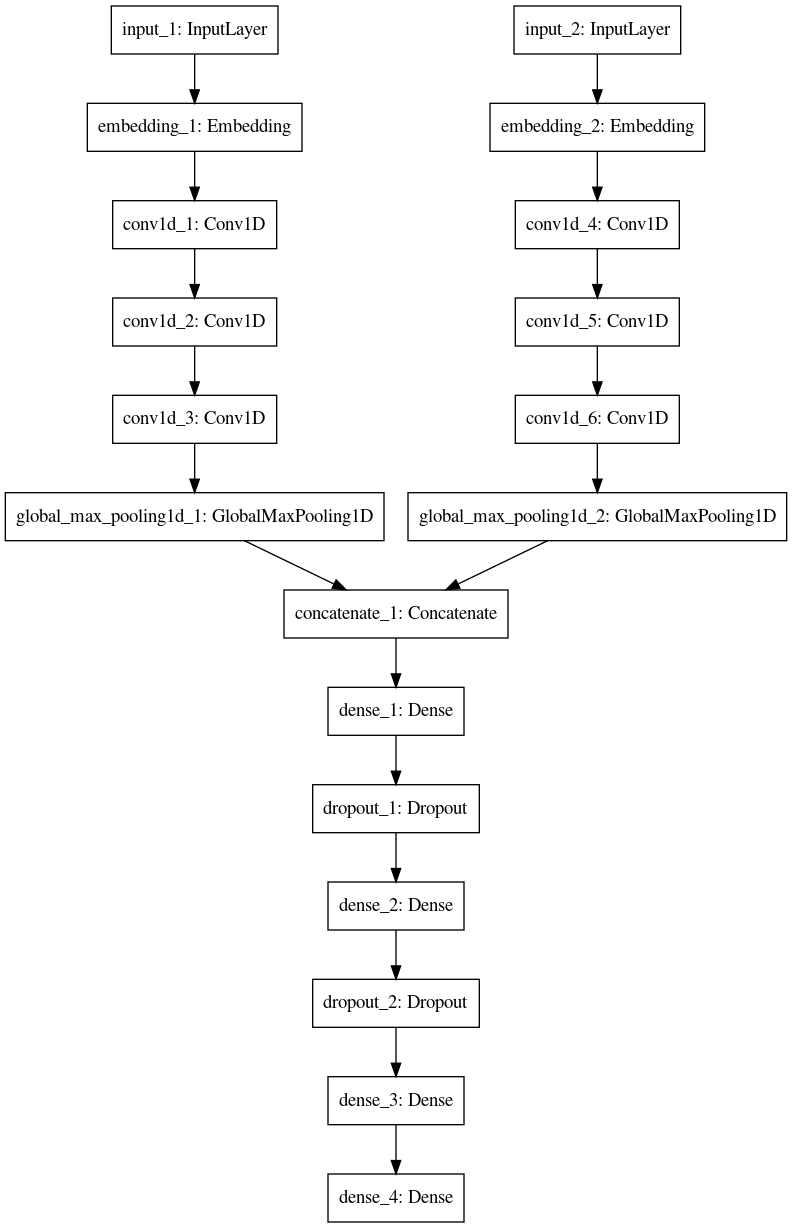 input_1: InputLayer
input_2: InputLayer
embedding_1: Embedding
embedding_2: Embedding
conv1d_1: Conv1D
conv1d_4: Conv1D
conv1d_2: Conv1D
conv1d_5: Conv1D
conv1d_3: Conv1D
conv1d_6: Conv1D
global_max_pooling1d_1: GlobalMaxPooling1D
global_max_pooling1d_2: GlobalMaxPooling1D
concatenate_1: Concatenate
dense_1: Dense
dropout_1: Dropout
dense_2: Dense
dropout_2: Dropout
dense_3: Dense
dense_4: Dense